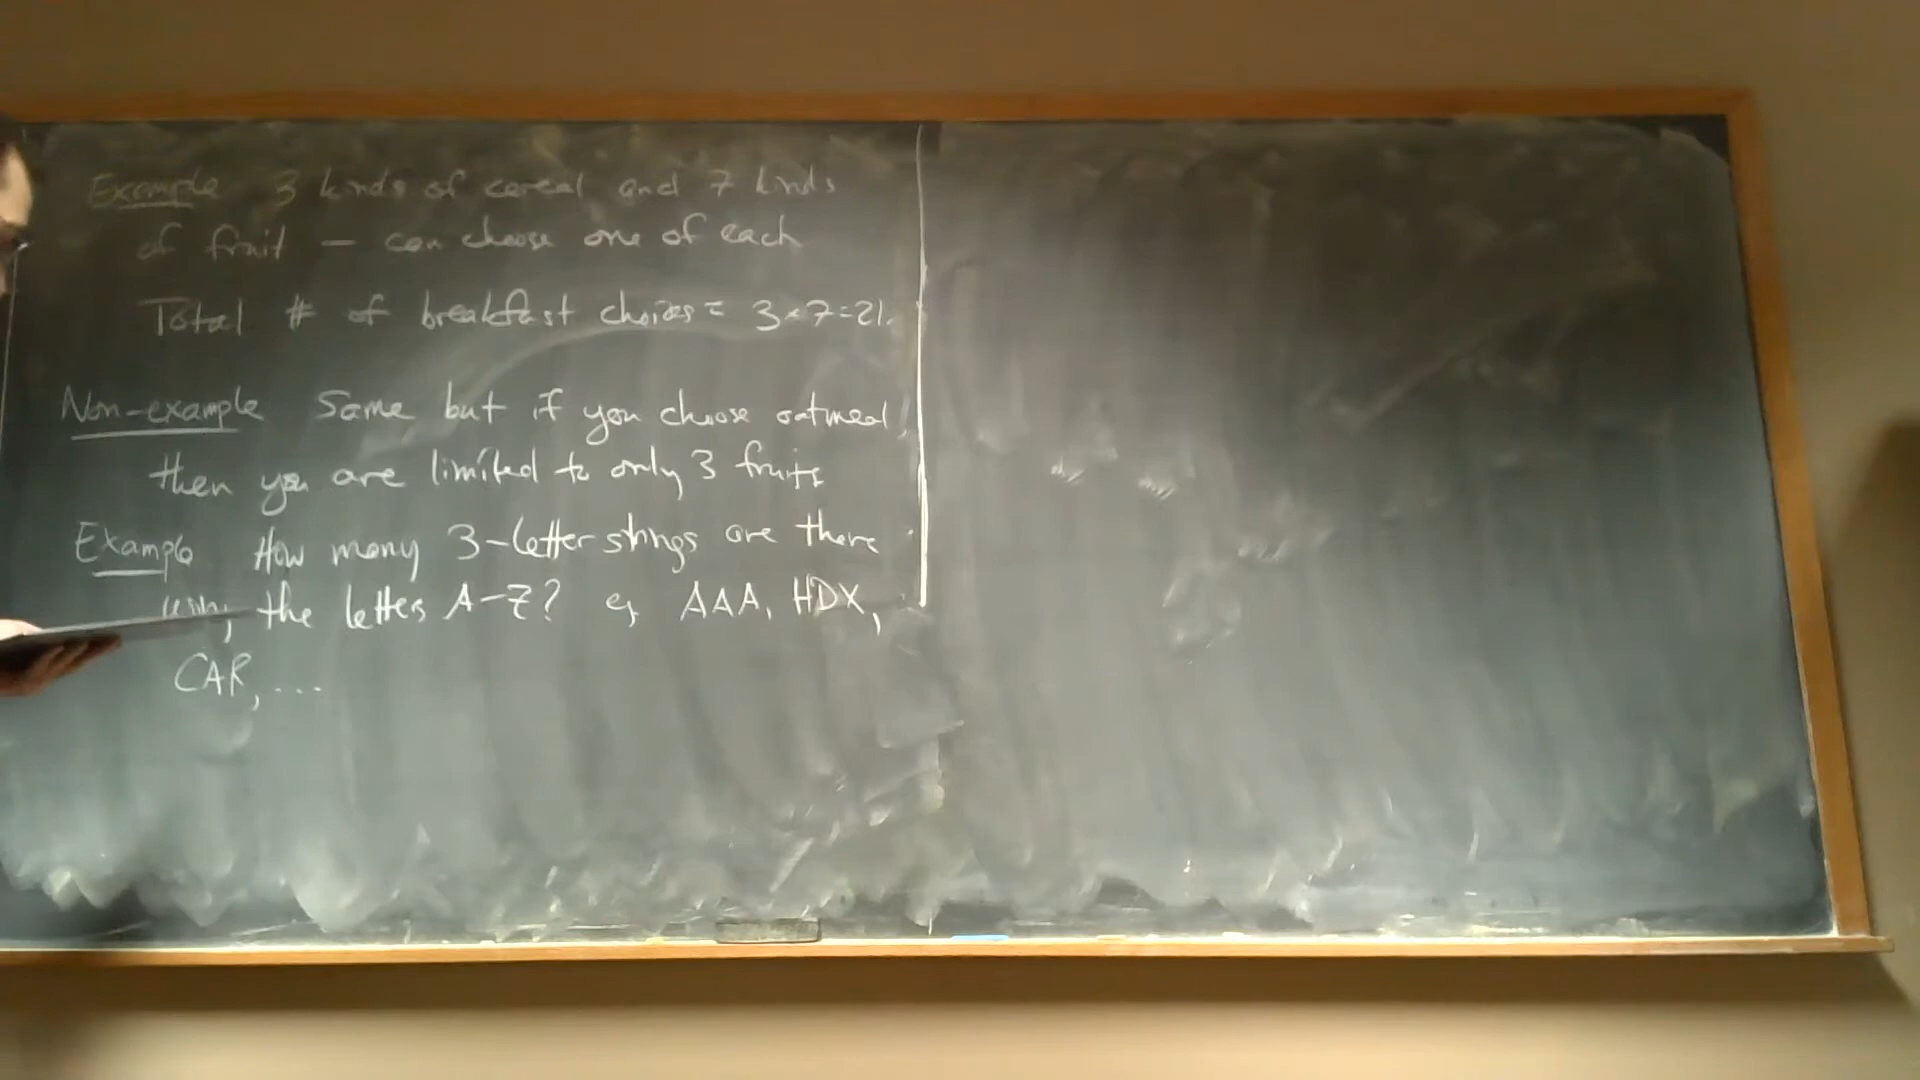 Example 3 kinds of cereal and 7 kinds
of fruit — can choose one of each
Total # of breakfast choices = 3×7=21.
Non-example Same but if you choose oatmeal,
then you are limited to only 3 fruits
Example How many 3-letter strings are there
the letters A-Z? eg AAA, HDX,
CAR, ...